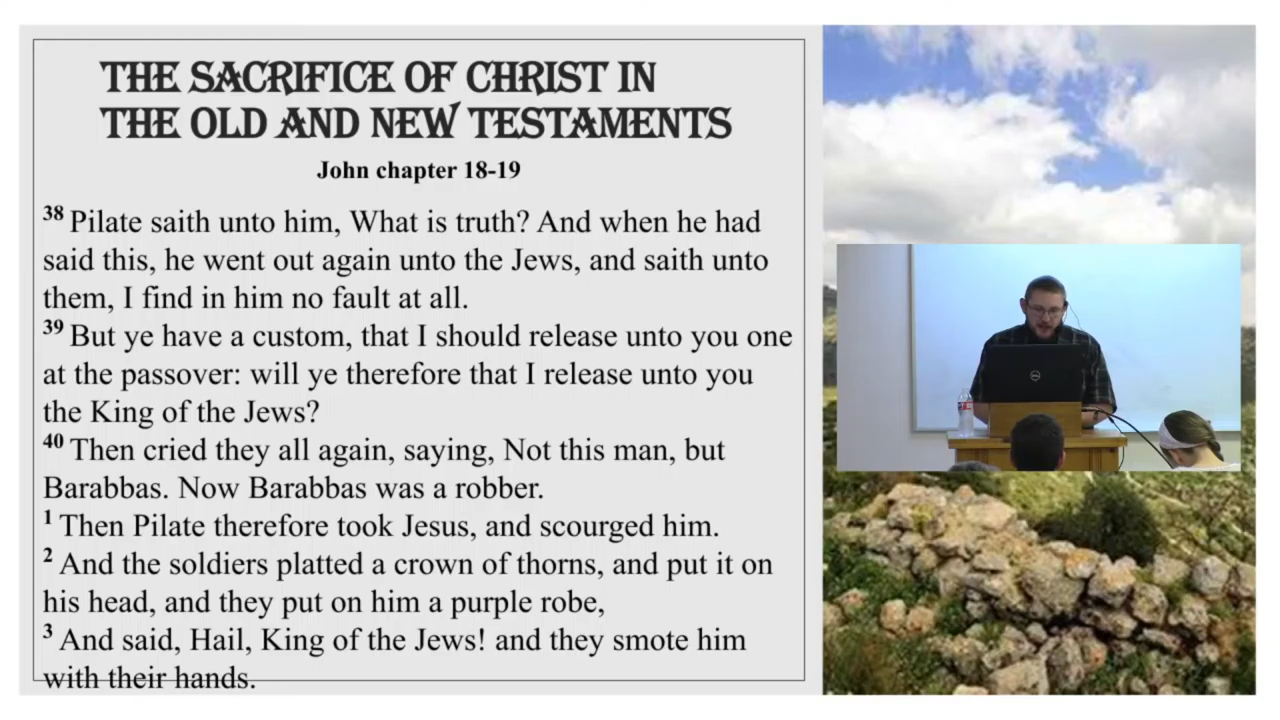 THE SACRIFICE OF CHRIST IN
THE OLD AND NEW TESTAMENTS
John chapter 18-19
38 Pilate saith unto him, What is truth? And when he had
said this, he went out again unto the Jews, and saith unto
them, I find in him no fault at all.
39 But ye have a custom, that I should release unto you one
at the passover: will ye therefore that I release unto you
the King of the Jews?
40 Then cried they all again, saying, Not this man, but
Barabbas. Now Barabbas was a robber.
1 Then Pilate therefore took Jesus, and scourged him.
2 And the soldiers platted a crown of thorns, and put it on
his head, and they put on him a purple robe,
3 And said, Hail, King of the Jews! and they smote him
with their hands.